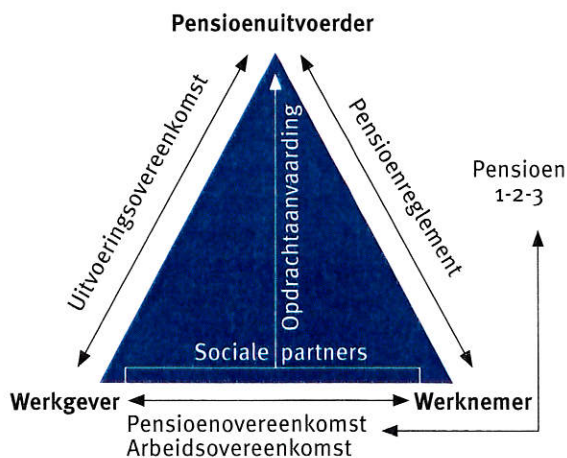 Pensioenuitvoerder
Uitvoeringsovereenkomst
Opdrachtaanvaarding
Pensioenreglement
Pensioen
1-2-3
Sociale partners
Werkgever
Werknemer
Pensioenovereenkomst
Arbeidsovereenkomst